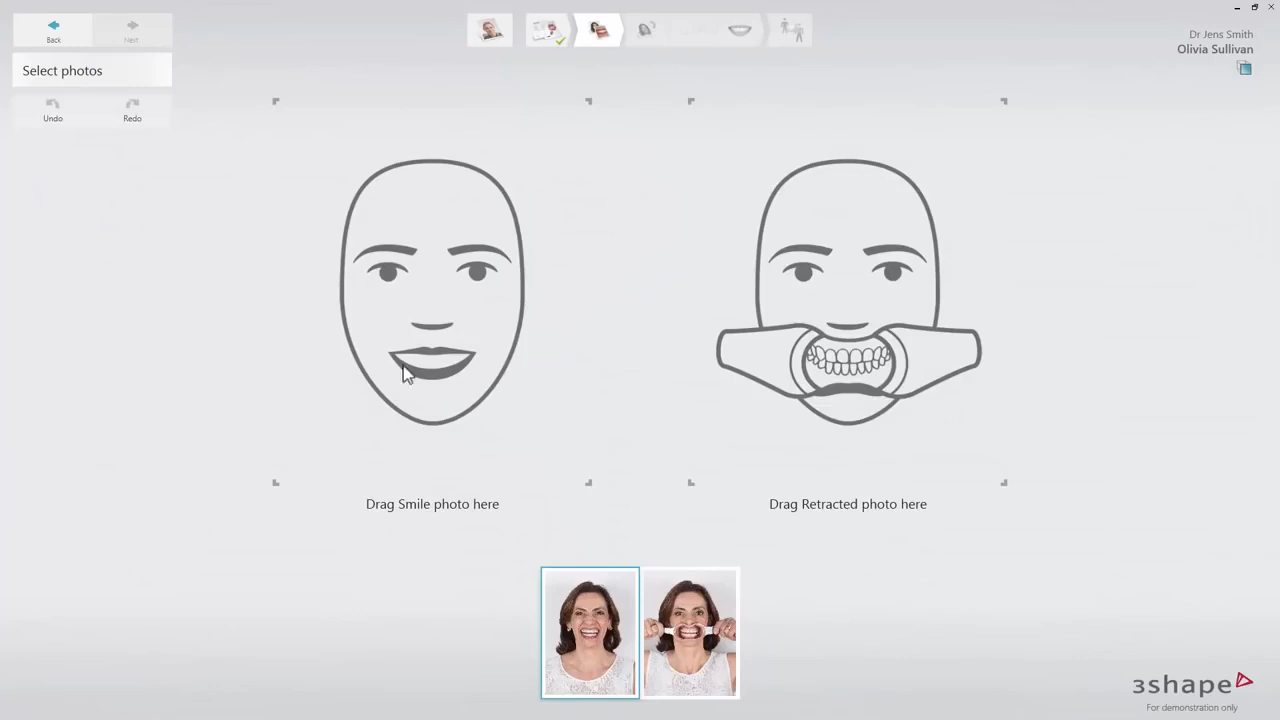 Back
Next
Select photos
Undo
Redo
Dr Jens Smith
Olivia Sullivan
Drag Smile photo here
Drag Retracted photo here
3shape
For demonstration only